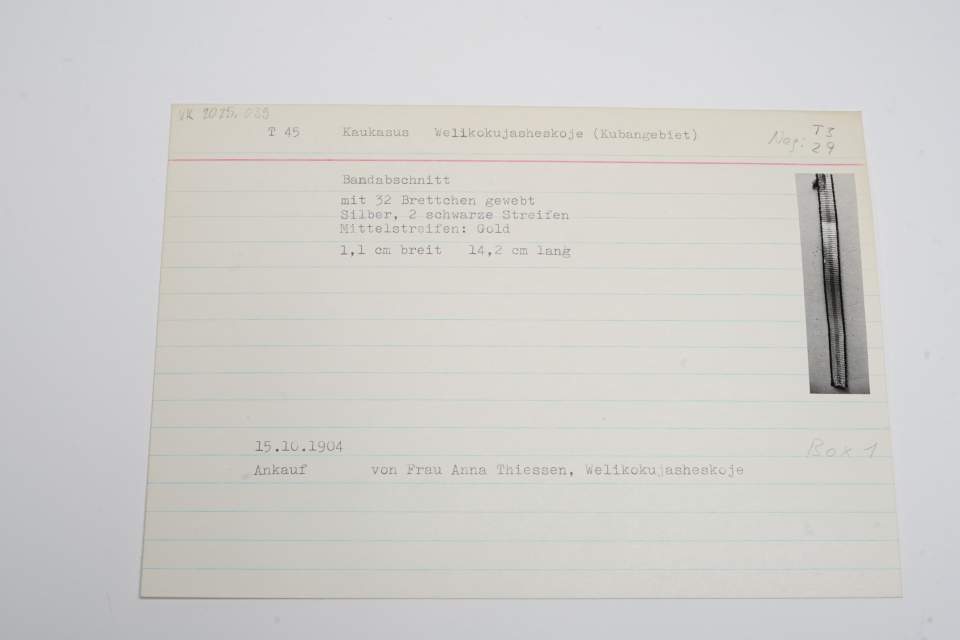 VK 2025.039
T 45 Kaukasus Welikokujasheskoje (Kubangebiet) Neg: T3
29
Bandabschnitt
mit 32 Brettchen gewebt
Silber, 2 schwarze Streifen
Mittelstreifen: Gold
1,1 cm breit 14,2 cm lang
15.10.1904
Box 1
Ankauf von Frau Anna Thiessen, Welikokujasheskoje